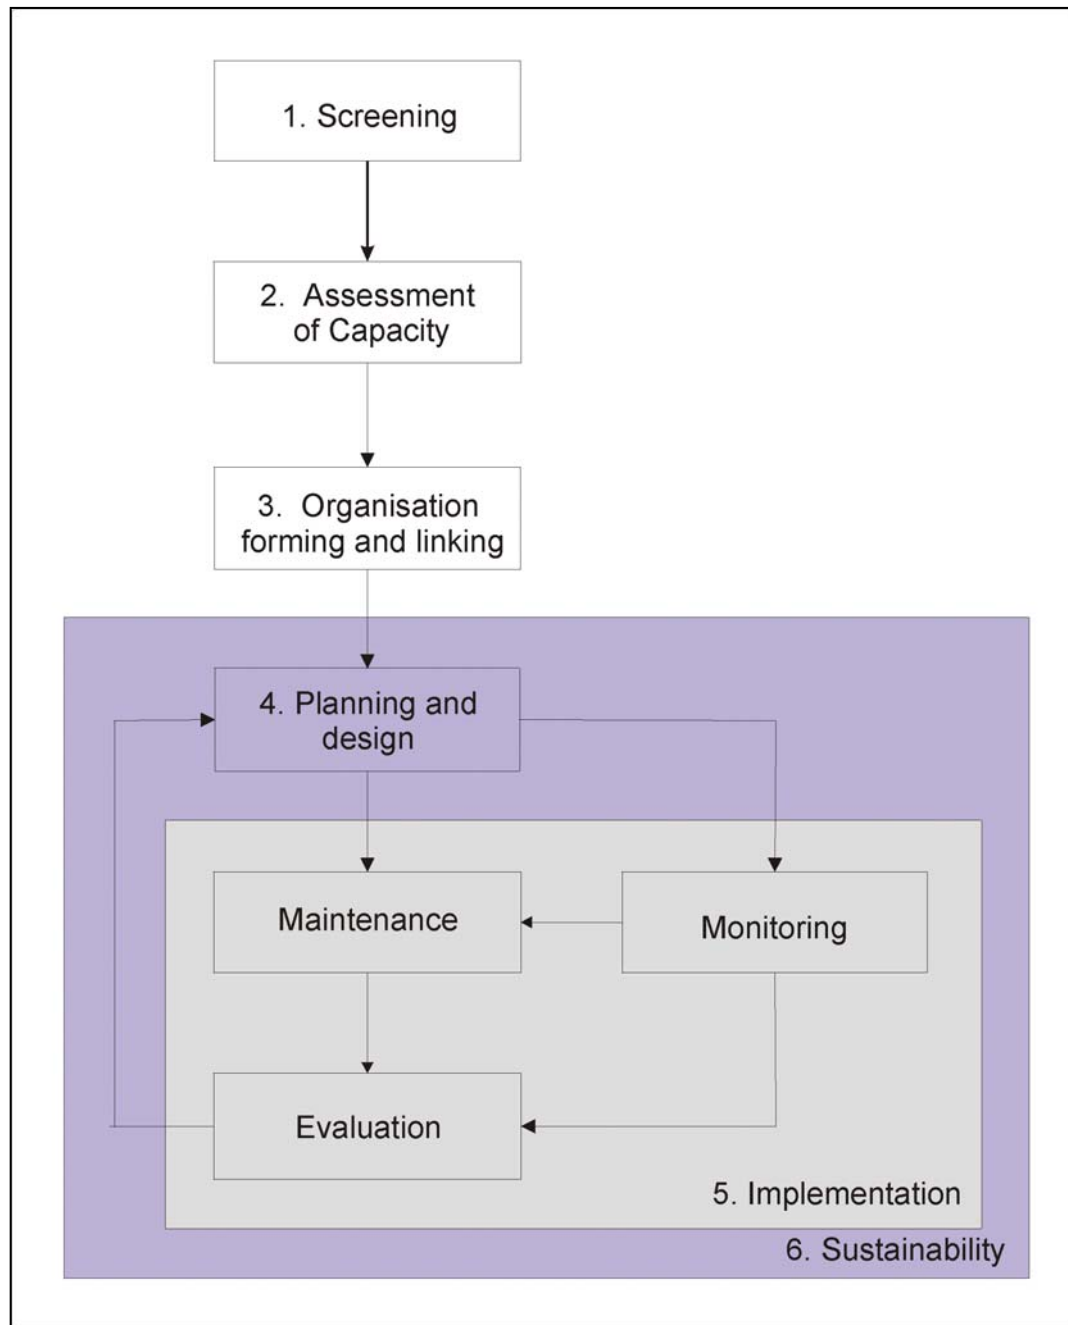 1. Screening
2. Assessment
of Capacity
3. Organisation
forming and linking
4. Planning and
design
Maintenance
Monitoring
Evaluation
5. Implementation
6. Sustainability